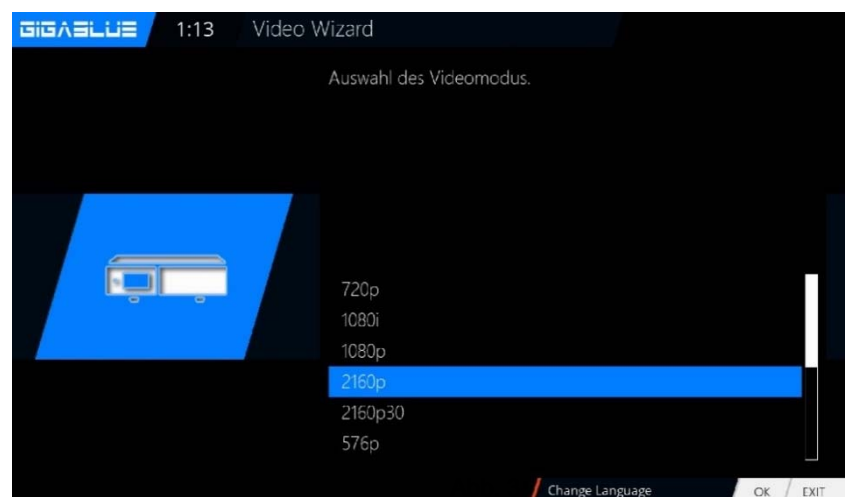 GIGABLUE 1:13 Video Wizard
Auswahl des Videomodus.
720p
1080i
1080p
2160p
2160p30
576p
Change Language OK EXIT